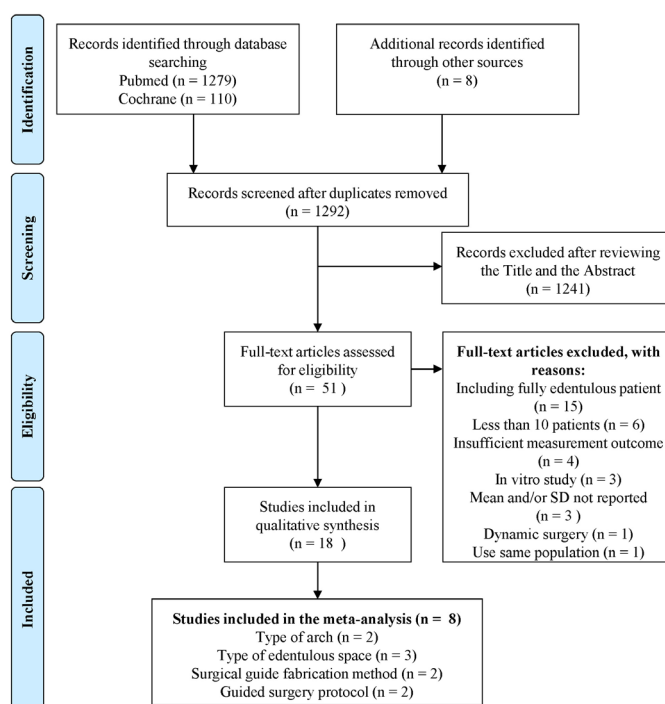 Identification
Records identified through database
searching
Pubmed (n = 1279)
Cochrane (n = 110)
Additional records identified
through other sources
(n = 8)
Screening
Records screened after duplicates removed
(n = 1292)
Records excluded after reviewing
the Title and the Abstract
(n = 1241)
Eligibility
Full-text articles assessed
for eligibility
(n = 51)
Full-text articles excluded, with
reasons:
Including fully edentulous patient
(n = 15)
Less than 10 patients (n = 6)
Insufficient measurement outcome
(n = 4)
In vitro study (n = 3)
Mean and/or SD not reported
(n = 3 )
Dynamic surgery (n = 1)
Use same population (n = 1)
Included
Studies included in
qualitative synthesis
(n = 18 )
Studies included in the meta-analysis (n = 8)
Type of arch (n = 2)
Type of edentulous space (n = 3)
Surgical guide fabrication method (n = 2)
Guided surgery protocol (n = 2)